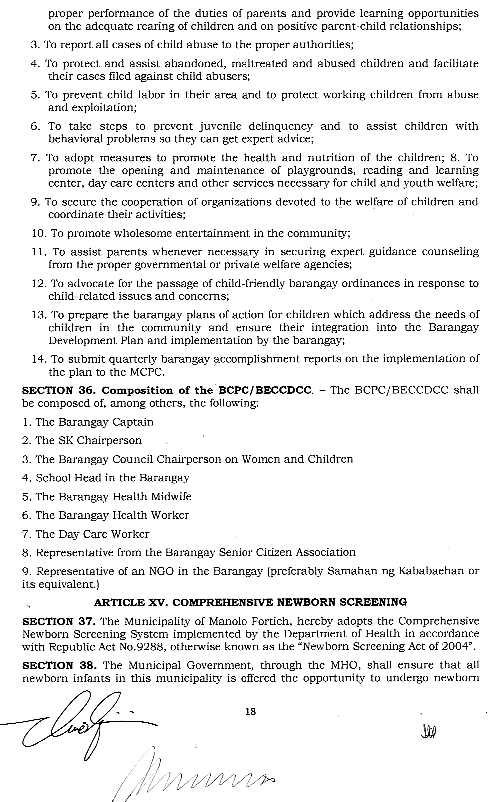 proper performance of the duties of parents and provide learning opportunities
on the adequate rearing of children and on positive parent-child relationships;
3. To report all cases of child abuse to the proper authorities;
4. To protect and assist abandoned, maltreated and abused children and facilitate
their cases filed against child abusers;
5. To prevent child labor in their area and to protect working children from abuse
and exploitation;
6. To take steps to prevent juvenile delinquency and to assist children with
behavioral problems so they can get expert advice;
7. To adopt measures to promote the health and nutrition of the children; 8. To
promote the opening and maintenance of playgrounds, reading and learning
center, day care centers and other services necessary for child and youth welfare;
9. To secure the cooperation of organizations devoted to the welfare of children and
coordinate their activities;
10. To promote wholesome entertainment in the community;
11. To assist parents whenever necessary in securing expert guidance counseling
from the proper governmental or private welfare agencies;
12. To advocate for the passage of child-friendly barangay ordinances in response to
child-related issues and concerns;
13. To prepare the barangay plans of action for children which address the needs of
children in the community and ensure their integration into the Barangay
Development Plan and implementation by the barangay;
14. To submit quarterly barangay accomplishment reports on the implementation of
the plan to the MCPC.
SECTION 36. Composition of the BCPC/BECCDCC. – The BCPC/BECCDCC shall
be composed of, among others, the following:
1. The Barangay Captain
2. The SK Chairperson
3. The Barangay Council Chairperson on Women and Children
4. School Head in the Barangay
5. The Barangay Health Midwife
6. The Barangay Health Worker
7. The Day Care Worker
8. Representative from the Barangay Senior Citizen Association
9. Representative of an NGO in the Barangay (preferably Samahan ng Kababaehan or
its equivalent.)
ARTICLE XV. COMPREHENSIVE NEWBORN SCREENING
SECTION 37. The Municipality of Manolo Fortich, hereby adopts the Comprehensive
Newborn Screening System implemented by the Department of Health in accordance
with Republic Act No.9288, otherwise known as the "Newborn Screening Act of 2004".
SECTION 38. The Municipal Government, through the MHO, shall ensure that all
newborn infants in this municipality is offered the opportunity to undergo newborn
18